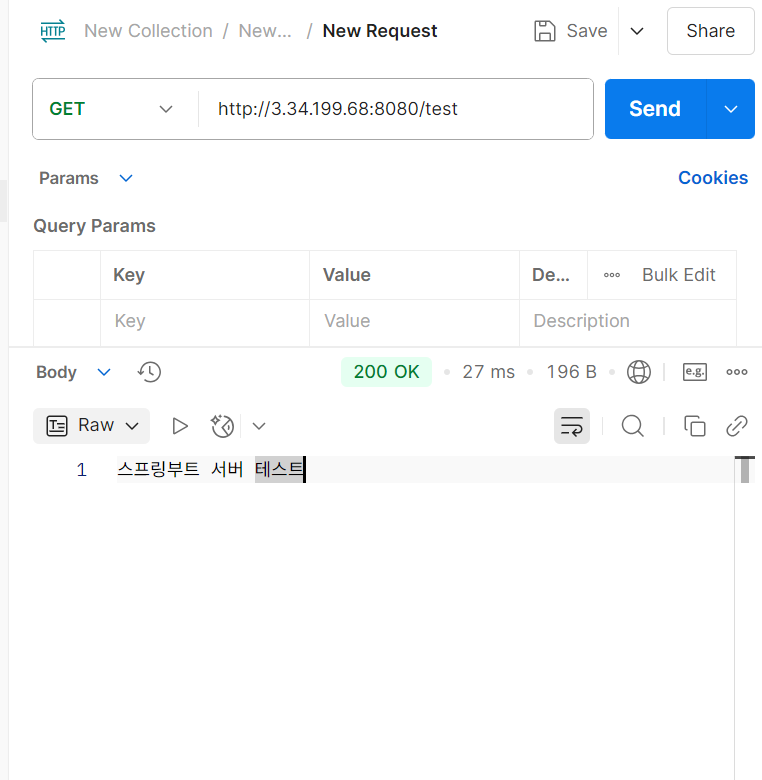 HTTP New Collection / New... / New Request Save Share
GET http://3.34.199.68:8080/test Send
Params Cookies
Query Params
Key Value De... Bulk Edit
Key Value Description
Body 200 OK 27 ms 196 B e.g.
Raw
1 스프링부트 서버 테스트